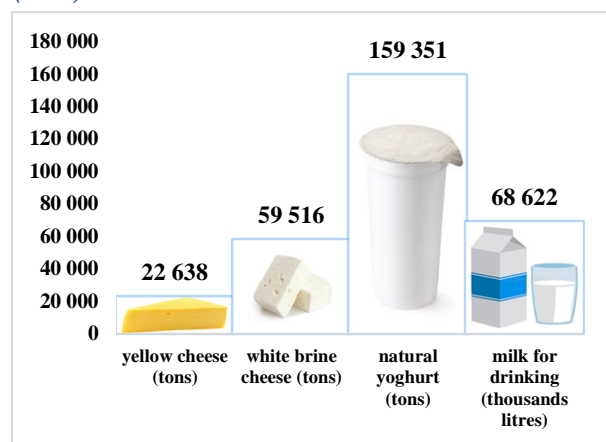 180 000
160 000
140 000
120 000
100 000
80 000
60 000
40 000
20 000
0
22 638
59 516
159 351
68 622
yellow cheese
(tons)
white brine
cheese (tons)
natural
yoghurt
(tons)
milk for
drinking
(thousands
litres)